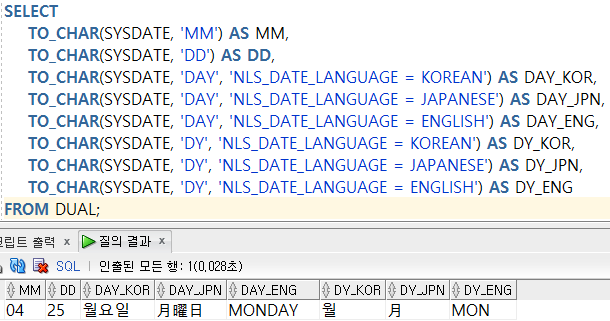 SELECT
TO_CHAR(SYSDATE, 'MM') AS MM,
TO_CHAR(SYSDATE, 'DD') AS DD,
TO_CHAR(SYSDATE, 'DAY', 'NLS_DATE_LANGUAGE = KOREAN') AS DAY_KOR,
TO_CHAR(SYSDATE, 'DAY', 'NLS_DATE_LANGUAGE = JAPANESE') AS DAY_JPN,
TO_CHAR(SYSDATE, 'DAY', 'NLS_DATE_LANGUAGE = ENGLISH') AS DAY_ENG,
TO_CHAR(SYSDATE, 'DY', 'NLS_DATE_LANGUAGE = KOREAN') AS DY_KOR,
TO_CHAR(SYSDATE, 'DY', 'NLS_DATE_LANGUAGE = JAPANESE') AS DY_JPN,
TO_CHAR(SYSDATE, 'DY', 'NLS_DATE_LANGUAGE = ENGLISH') AS DY_ENG
FROM DUAL;
크립트 출력 × 질의 결과 ×
SQL | 인출된 모든 행: 1(0,028초)
MM DD DAY_KOR DAY_JPN DAY_ENG DY_KOR DY_JPN DY_ENG
04 25 월요일 月曜日 MONDAY 월 月 MON